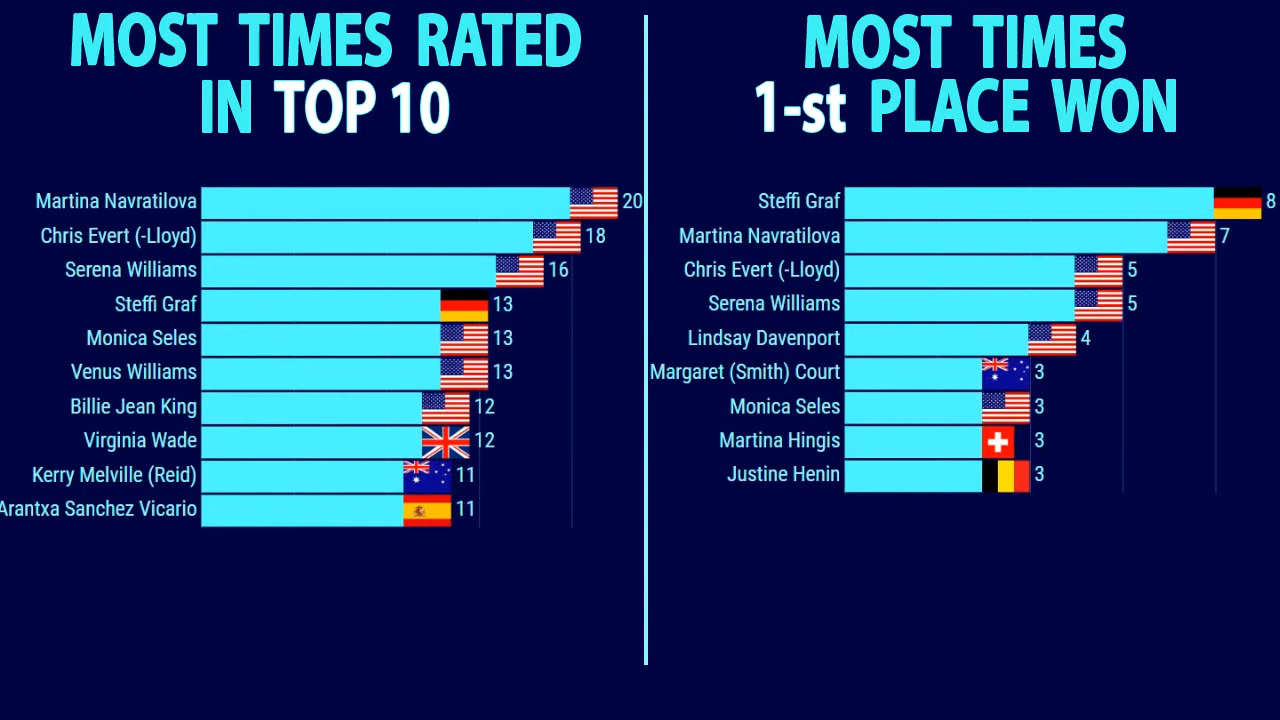 MOST TIMES RATED
IN TOP 10
Martina Navratilova 20
Chris Evert (-Lloyd) 18
Serena Williams 16
Steffi Graf 13
Monica Seles 13
Venus Williams 13
Billie Jean King 12
Virginia Wade 12
Kerry Melville (Reid) 11
Arantxa Sanchez Vicario 11
MOST TIMES
1-st PLACE WON
Steffi Graf 8
Martina Navratilova 7
Chris Evert (-Lloyd) 5
Serena Williams 5
Lindsay Davenport 4
Margaret (Smith) Court 3
Monica Seles 3
Martina Hingis 3
Justine Henin 3